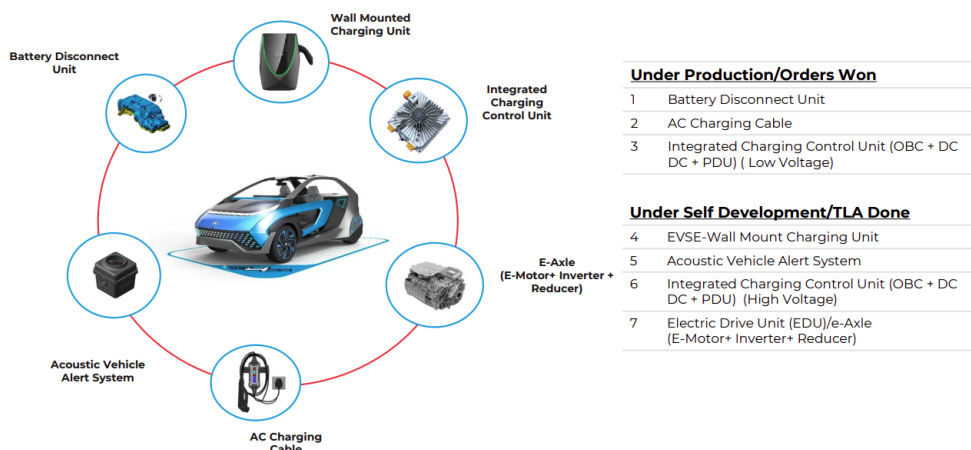 Wall Mounted
Charging Unit
Battery Disconnect
Unit
Integrated
Charging
Control Unit
E-Axle
(E-Motor+ Inverter +
Reducer)
Acoustic Vehicle
Alert System
AC Charging
Cable
Under Production/Orders Won
1 Battery Disconnect Unit
2 AC Charging Cable
3 Integrated Charging Control Unit (OBC + DC
DC + PDU) ( Low Voltage)
Under Self Development/TLA Done
4 EVSE-Wall Mount Charging Unit
5 Acoustic Vehicle Alert System
6 Integrated Charging Control Unit (OBC + DC
DC + PDU) (High Voltage)
7 Electric Drive Unit (EDU)/e-Axle
(E-Motor+ Inverter+ Reducer)